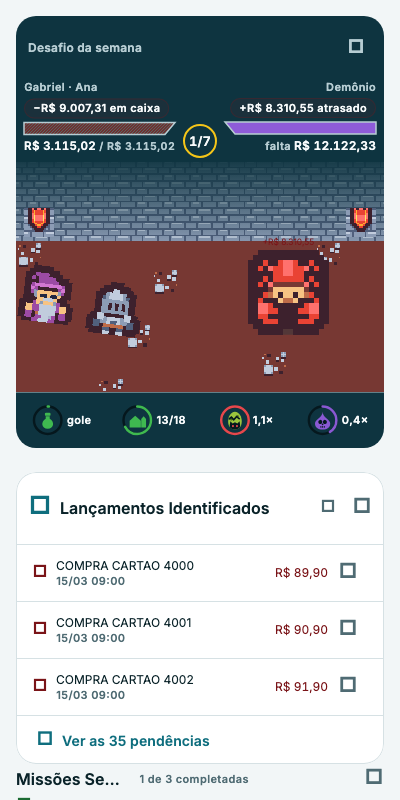 Desafio da semana
Gabriel · Ana
Demônio
−R$ 9.007,31 em caixa
+R$ 8.310,55 atrasado
R$ 3.115,02 / R$ 3.115,02
1/7
falta R$ 12.122,33
gole
13/18
1,1×
0,4×
Lançamentos Identificados
COMPRA CARTAO 4000
15/03 09:00
R$ 89,90
COMPRA CARTAO 4001
15/03 09:00
R$ 90,90
COMPRA CARTAO 4002
15/03 09:00
R$ 91,90
Ver as 35 pendências
Missões Se...
1 de 3 completadas